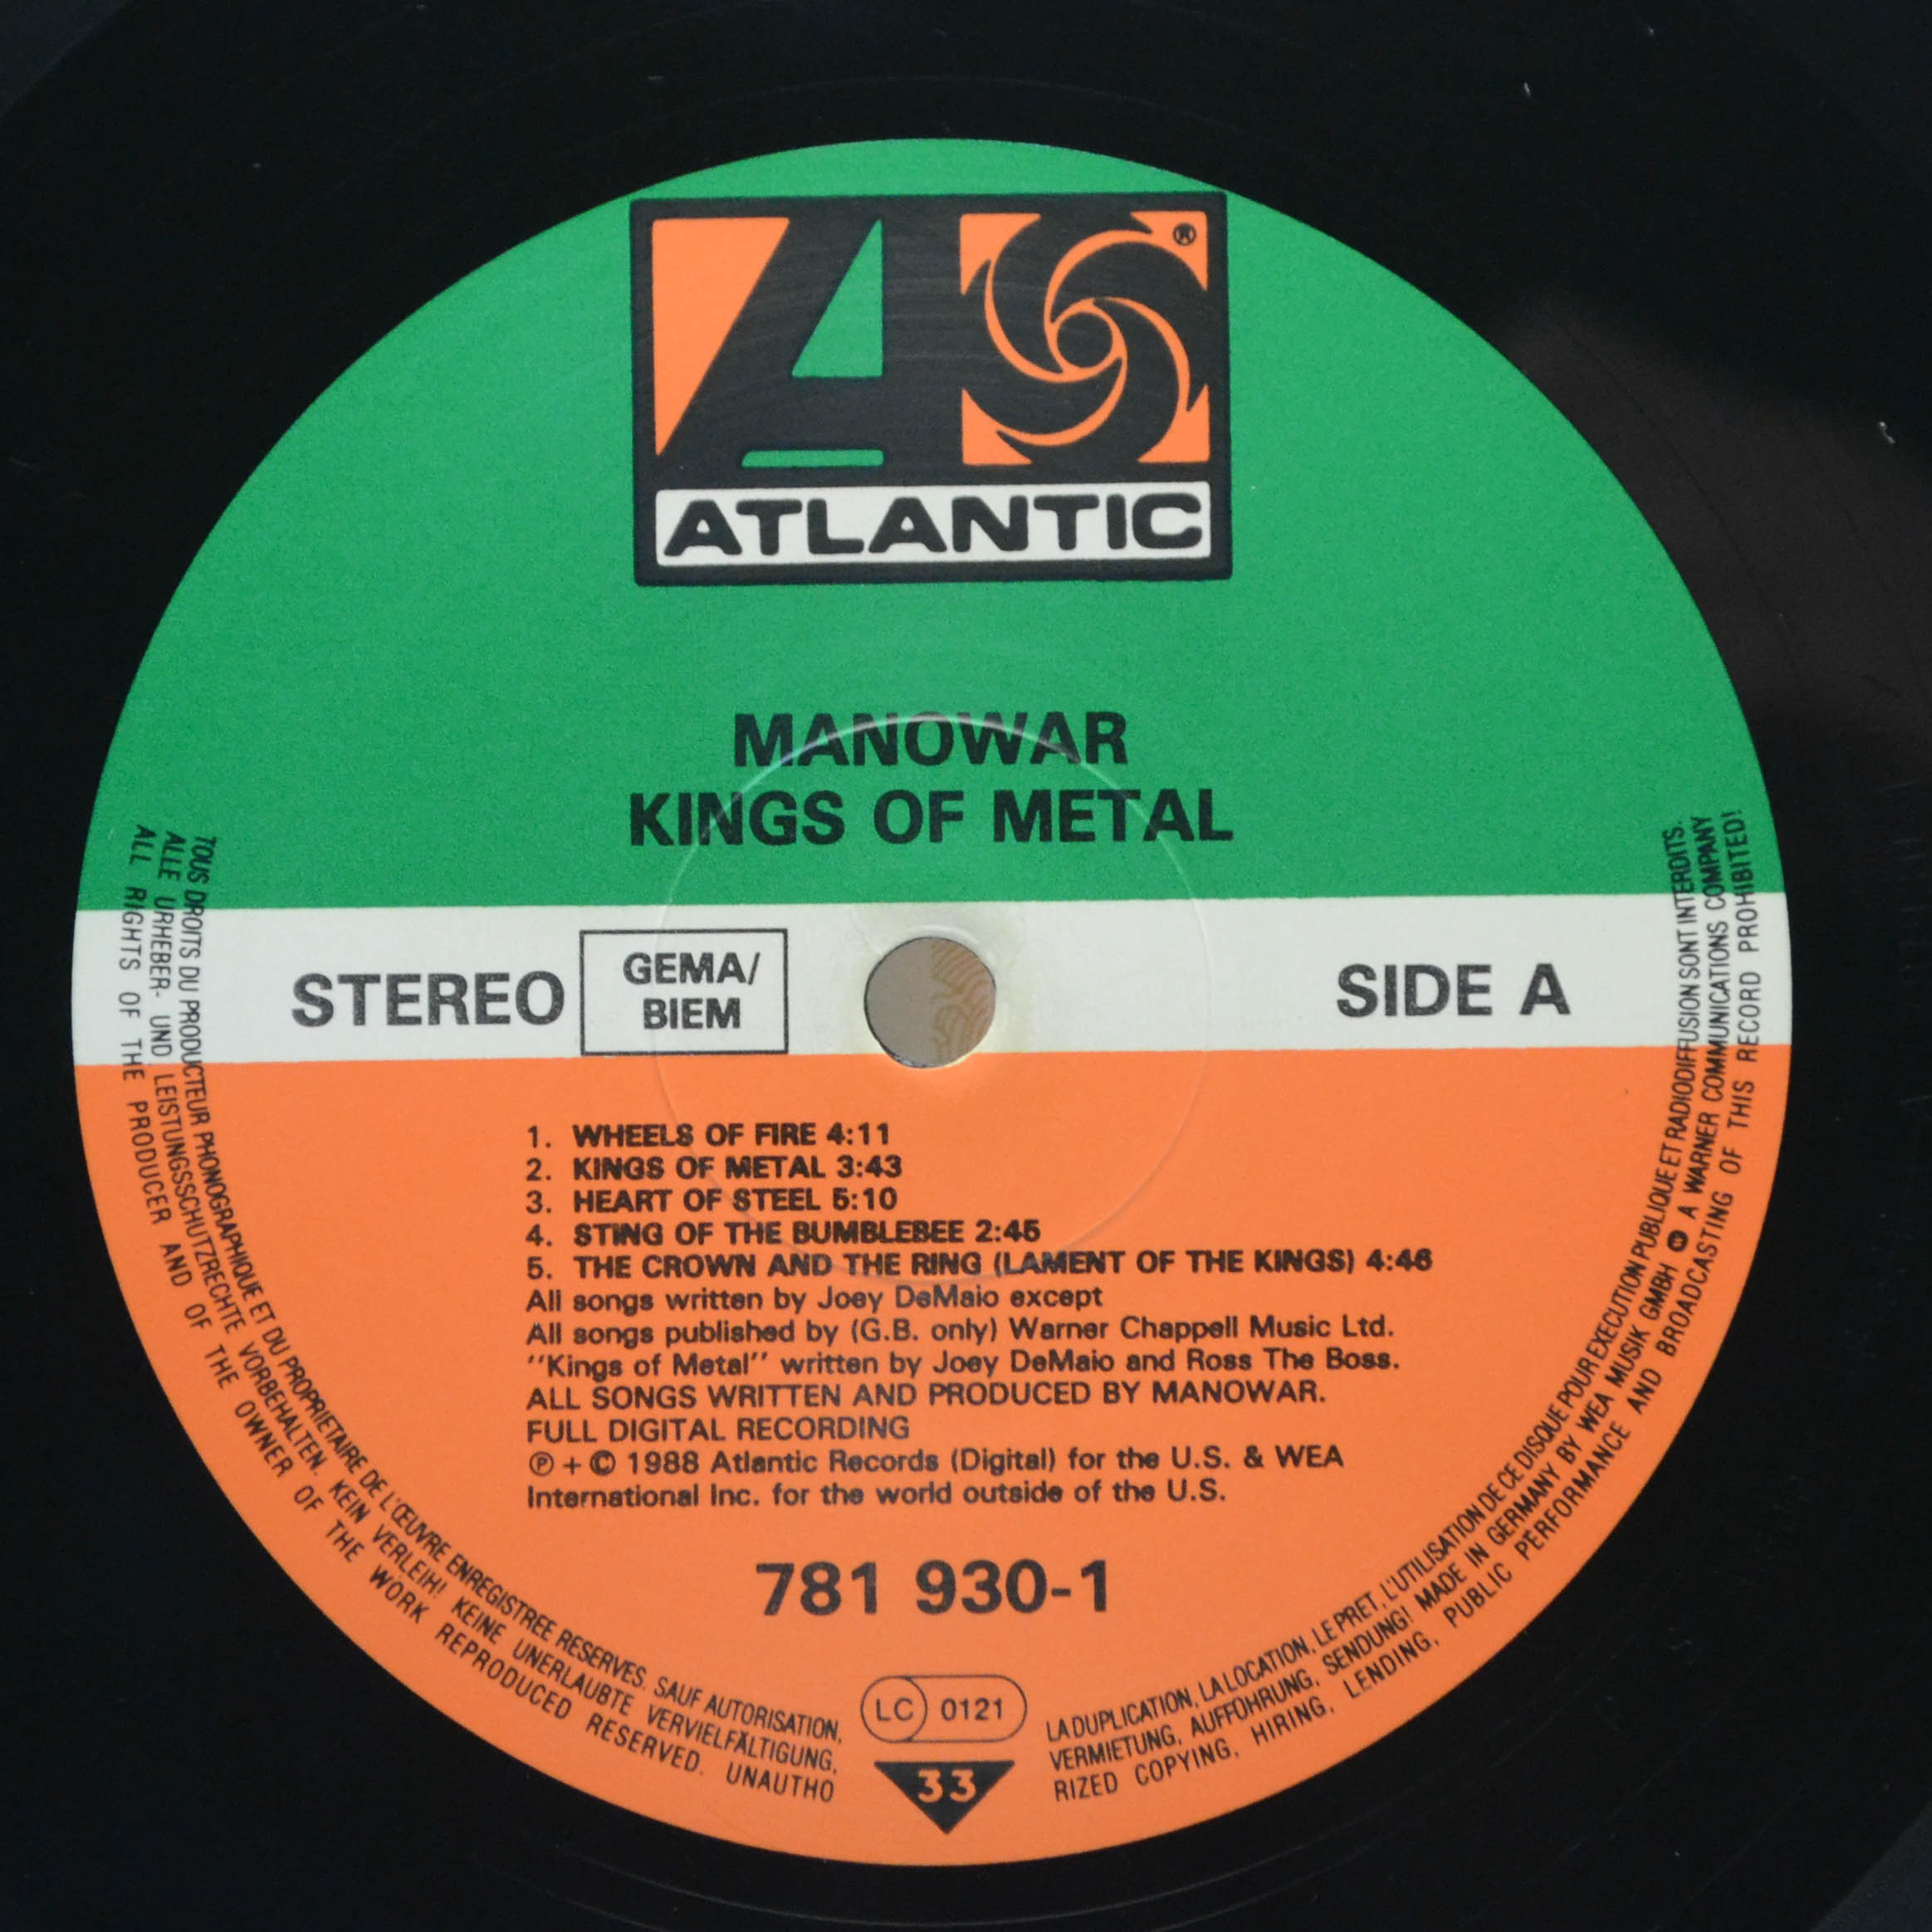 ®
ATLANTIC
MANOWAR
KINGS OF METAL
STEREO
GEMA/
BIEM
SIDE A
1. WHEELS OF FIRE 4:11
2. KINGS OF METAL 3:43
3. HEART OF STEEL 5:10
4. STING OF THE BUMBLEBEE 2:45
5. THE CROWN AND THE RING (LAMENT OF THE KINGS) 4:46
All songs written by Joey DeMaio except
All songs published by (G.B. only) Warner Chappell Music Ltd.
"Kings of Metal" written by Joey DeMaio and Ross The Boss.
ALL SONGS WRITTEN AND PRODUCED BY MANOWAR.
FULL DIGITAL RECORDING
℗ + © 1988 Atlantic Records (Digital) for the U.S. & WEA
International Inc. for the world outside of the U.S.
781 930-1
LC 0121
33
TOUS DROITS DU PRODUCTEUR PHONOGRAPHIQUE ET DU PROPRIETAIRE DE L'ŒUVRE ENREGISTREE RESERVES. SAUF AUTORISATION, LA DUPLICATION, LA LOCATION, LE PRET, L'UTILISATION DE CE DISQUE POUR EXECUTION PUBLIQUE ET RADIODIFFUSION SONT INTERDITS.
ALLE URHEBER- UND LEISTUNGSSCHUTZRECHTE VORBEHALTEN. KEIN VERLEIH! KEINE UNERLAUBTE VERVIELFÄLTIGUNG, VERMIETUNG, AUFFÜHRUNG, SENDUNG! MADE IN GERMANY BY WEA MUSIK GMBH A WARNER COMMUNICATIONS COMPANY
ALL RIGHTS OF THE PRODUCER AND OF THE OWNER OF THE WORK REPRODUCED RESERVED. UNAUTHO RIZED COPYING, HIRING, LENDING, PUBLIC PERFORMANCE AND BROADCASTING OF THIS RECORD PROHIBITED!